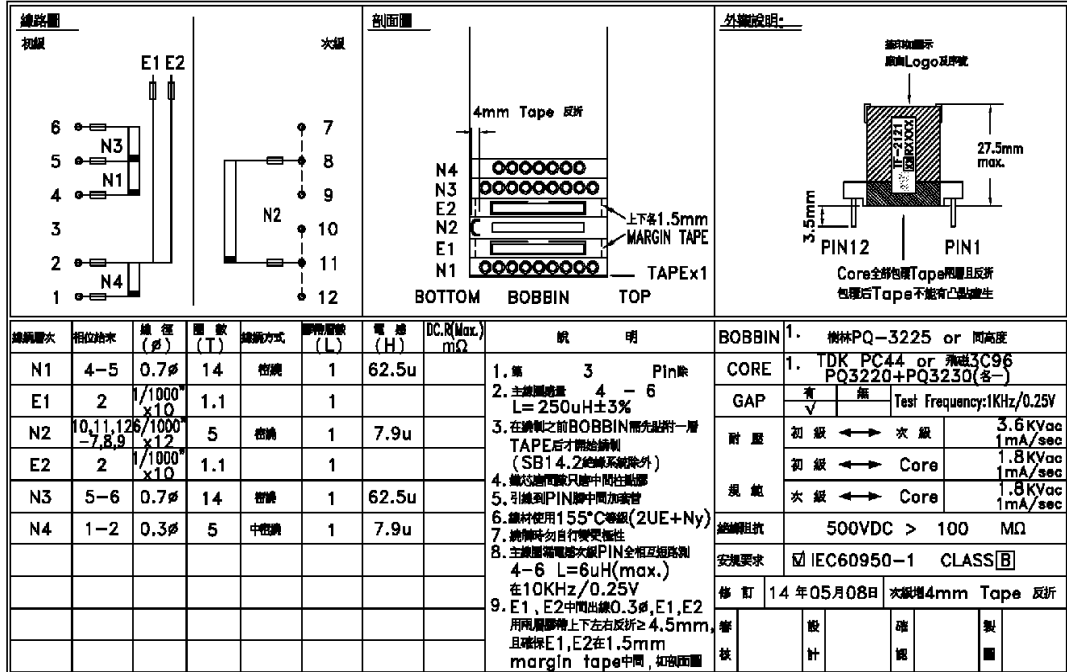 線路圖
初級
次級
E1 E2
6
N3
5
N1
4
3
2
N4
1
7
8
9
N2
10
11
12
剖面圖
4mm Tape 反折
N4
N3
E2
N2
E1
N1
上下各1.5mm
MARGIN TAPE
TAPEx1
BOTTOM BOBBIN TOP
外觀說明:
Logo及序號
TF-2121
27.5mm
max.
3.5mm
PIN12 PIN1
Core全部包覆Tape兩層且反折
包覆后Tape不能有凸點產生
線徑 圈數 膠帶層數 電感 DC.R(Max.)
(ø) (T) (L) (H) mΩ
說 明
N1 4-5 0.7ø 14 密繞 1 62.5u
E1 2 1/1000" x10 1.1 1
N2 10,11,12 -7,8,9 6/1000" x12 5 密繞 1 7.9u
E2 2 1/1000" x10 1.1 1
N3 5-6 0.7ø 14 密繞 1 62.5u
N4 1-2 0.3ø 5 中密繞 1 7.9u
1. 第 3 Pin除
2. 主線圈感量 4 - 6
L= 250uH±3%
3. 在繞制之前BOBBIN需先貼附一層
TAPE后才開始繞制
(SB14.2絕緣系統除外)
4. 鐵芯磨間隙只磨中間柱點膠
5. 引線到PIN腳中間加套管
6. 線材使用155°C等級(2UE+Ny)
7. 繞制時勿自行變更極性
8. 主線圈漏電感次級PIN全相互短路測
4-6 L=6uH(max.)
在10KHz/0.25V
9. E1、E2中間出線0.3ø,E1,E2
用兩層膠帶上下左右反折≥4.5mm,
且確保E1,E2在1.5mm
margin tape中間,如剖面圖
BOBBIN 1. 樹林PQ-3225 or 同高度
CORE 1. TDK PC44 or 飛磁3C96
PQ3220+PQ3230(各一)
GAP 有 無 Test Frequency:1KHz/0.25V
√
耐壓規範
初 級 ↔ 次 級 3.6KVac 1mA/sec
初 級 ↔ Core 1.8KVac 1mA/sec
次 級 ↔ Core 1.8KVac 1mA/sec
絕緣阻抗 500VDC > 100 MΩ
安規要求 ☑ IEC60950-1 CLASS B
修 訂 14 年05月08日 次級增4mm Tape 反折
審核 設計 確認 製圖